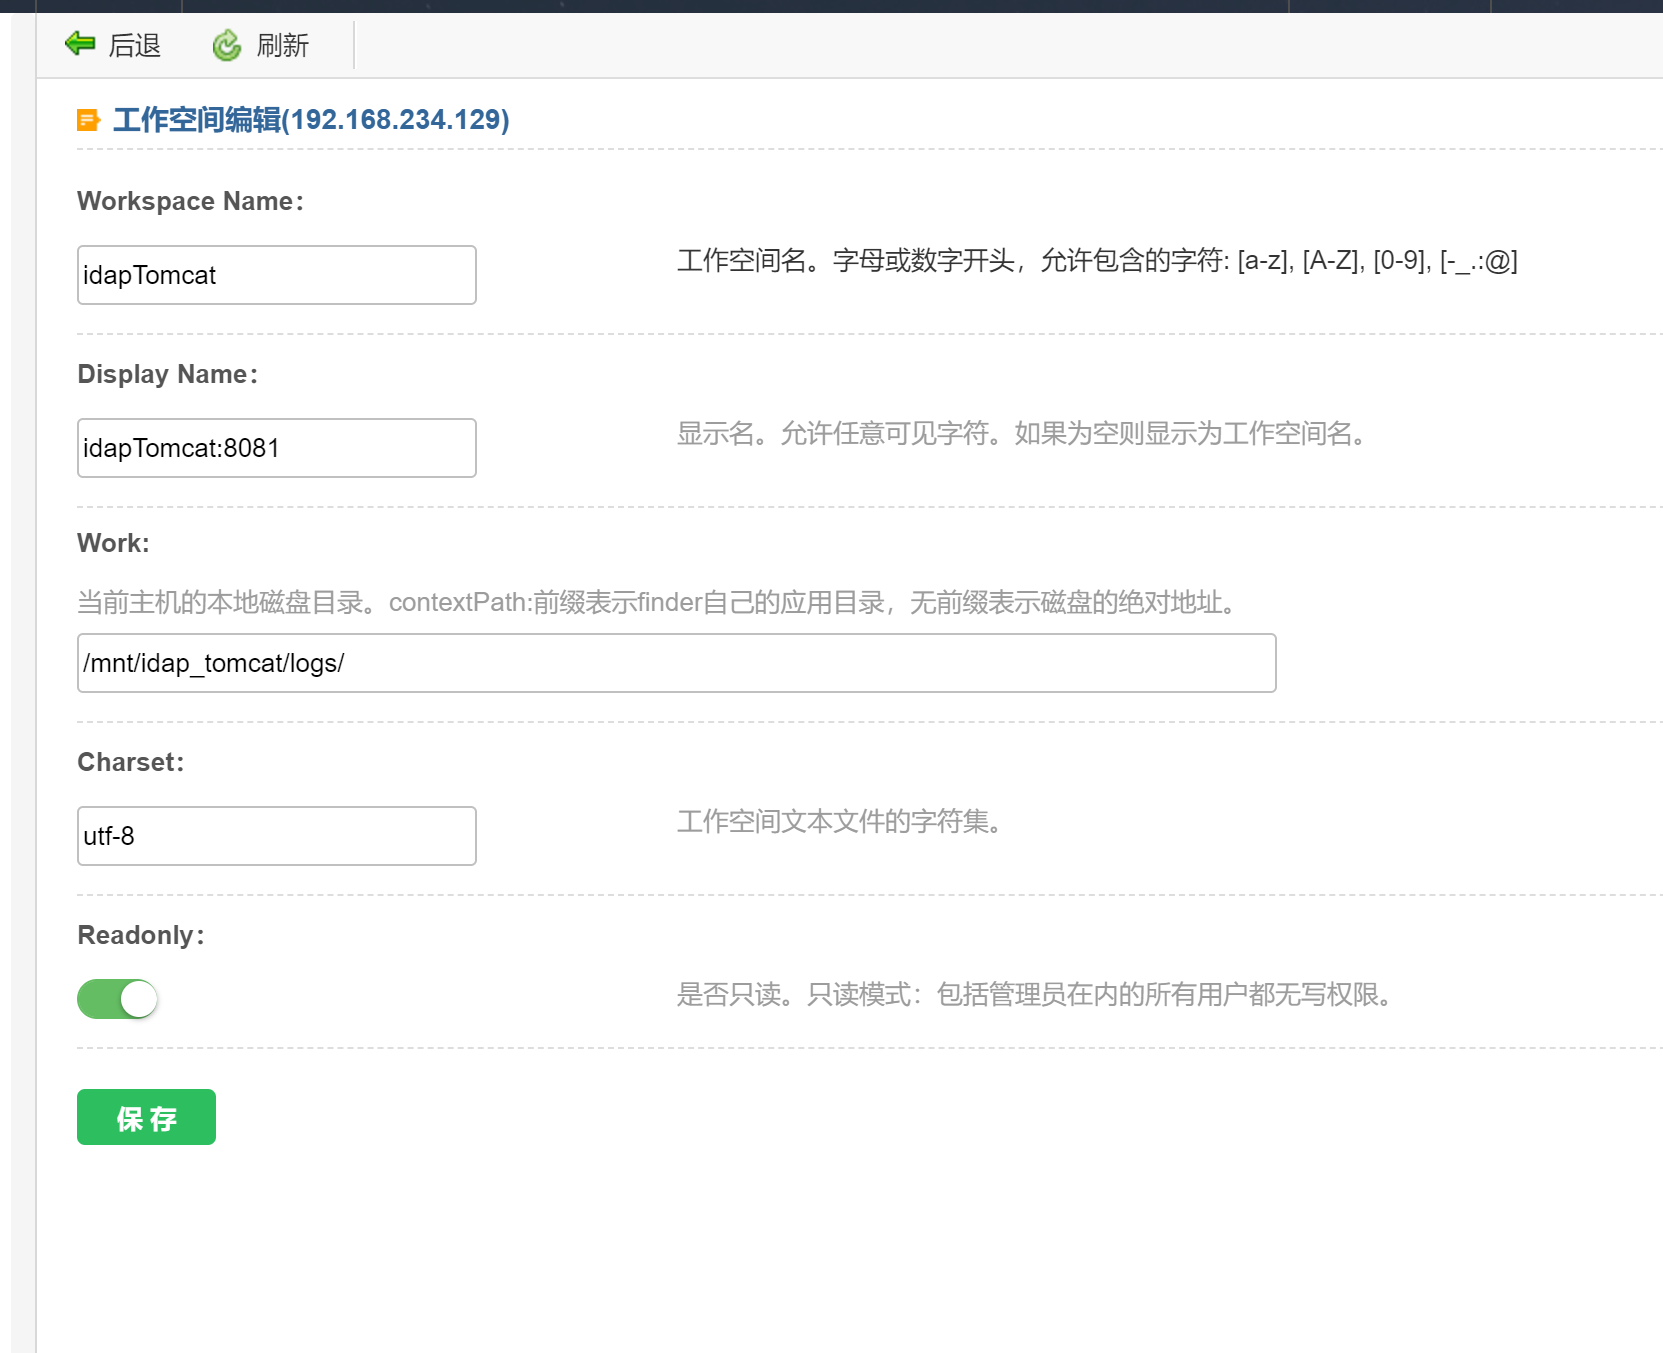 后退 刷新
工作空间编辑(192.168.234.129)
Workspace Name：
idapTomcat
工作空间名。字母或数字开头，允许包含的字符: [a-z], [A-Z], [0-9], [-_.:@]
Display Name：
idapTomcat:8081
显示名。允许任意可见字符。如果为空则显示为工作空间名。
Work:
当前主机的本地磁盘目录。contextPath:前缀表示finder自己的应用目录，无前缀表示磁盘的绝对地址。
/mnt/idap_tomcat/logs/
Charset：
utf-8
工作空间文本文件的字符集。
Readonly：
是否只读。只读模式：包括管理员在内的所有用户都无写权限。
保 存